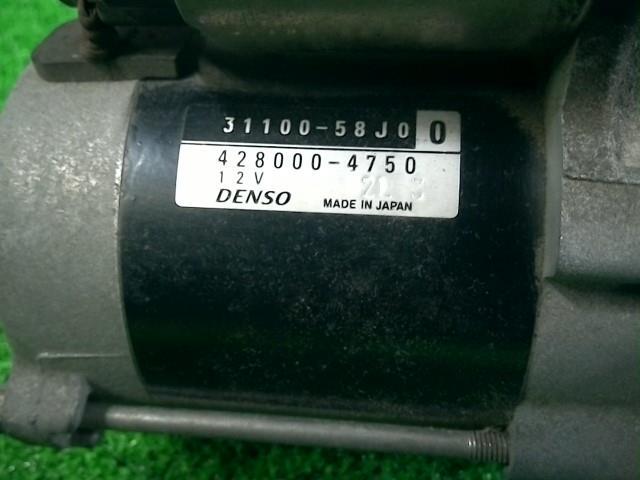 31100-58J0 0
428000-4750
12V
DENSO MADE IN JAPAN